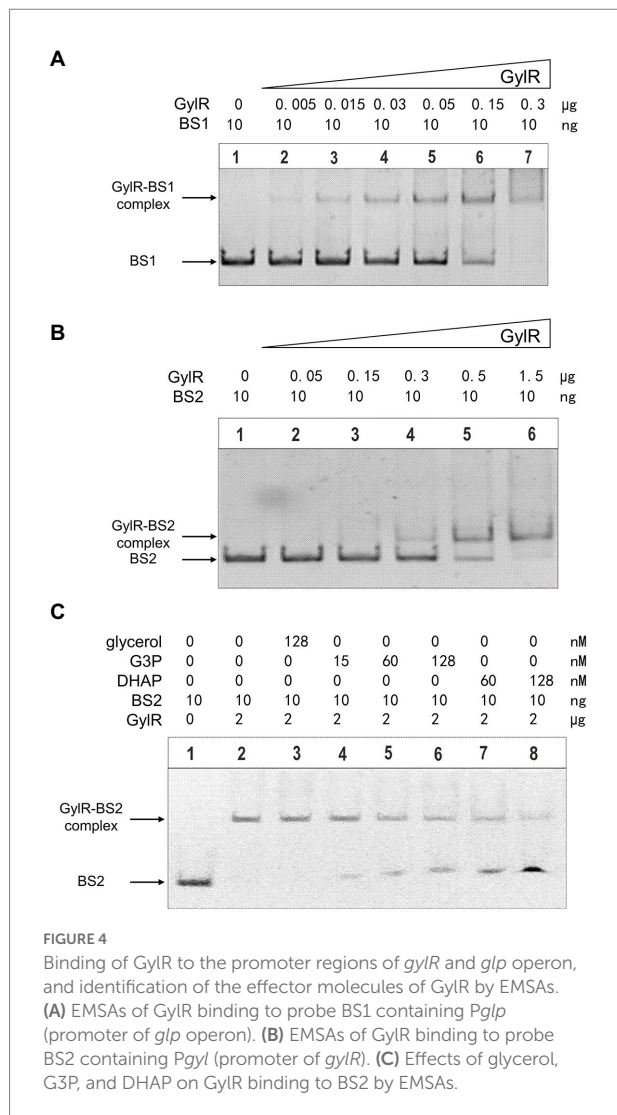 A
GylR
GylR 0 0.005 0.015 0.03 0.05 0.15 0.3 µg
BS1 10 10 10 10 10 10 10 ng
1 2 3 4 5 6 7
GylR-BS1
complex
BS1
B
GylR
GylR 0 0.05 0.15 0.3 0.5 1.5 µg
BS2 10 10 10 10 10 10 ng
1 2 3 4 5 6
GylR-BS2
complex
BS2
C
glycerol 0 0 128 0 0 0 0 0 nM
G3P 0 0 0 15 60 128 0 0 nM
DHAP 0 0 0 0 0 0 60 128 nM
BS2 10 10 10 10 10 10 10 10 ng
GylR 0 2 2 2 2 2 2 2 µg
1 2 3 4 5 6 7 8
GylR-BS2
complex
BS2
FIGURE 4
Binding of GylR to the promoter regions of gylR and glp operon,
and identification of the effector molecules of GylR by EMSAs.
(A) EMSAs of GylR binding to probe BS1 containing Pglp
(promoter of glp operon). (B) EMSAs of GylR binding to probe
BS2 containing Pgyl (promoter of gylR). (C) Effects of glycerol,
G3P, and DHAP on GylR binding to BS2 by EMSAs.